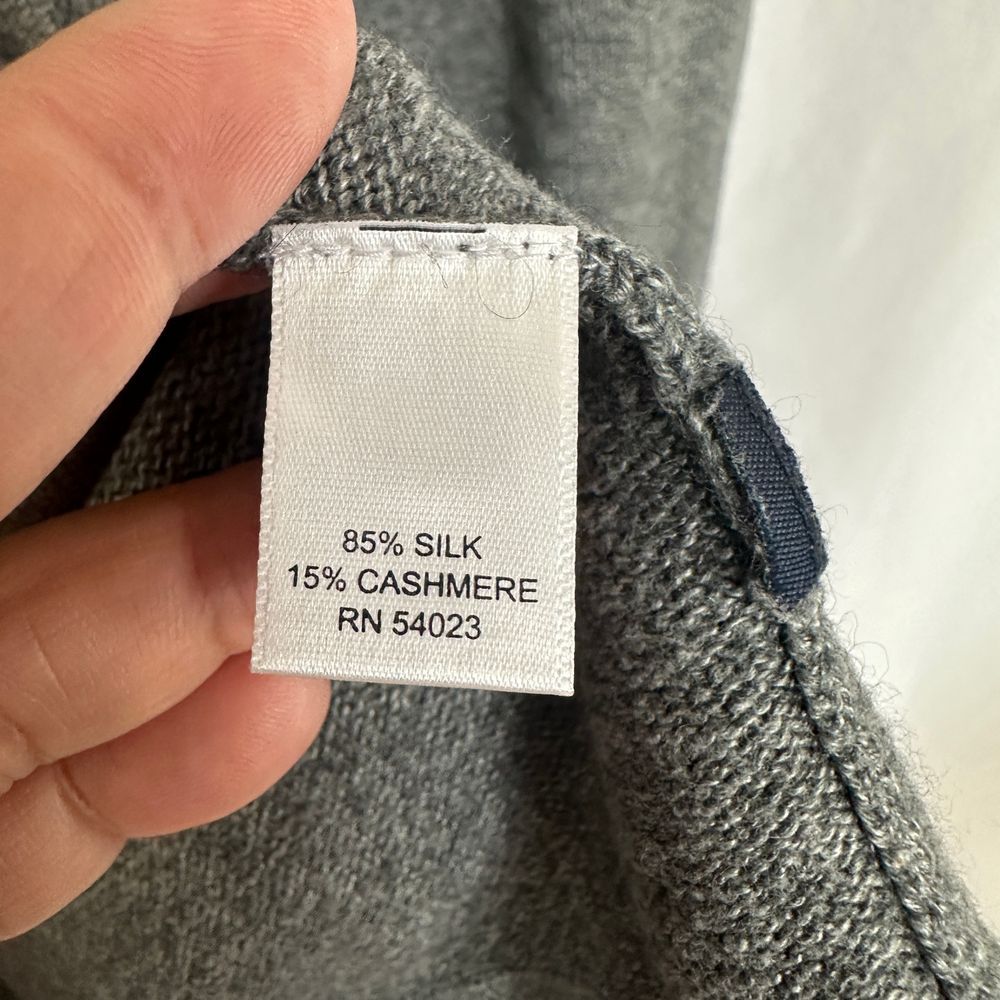 85% SILK
15% CASHMERE
RN 54023